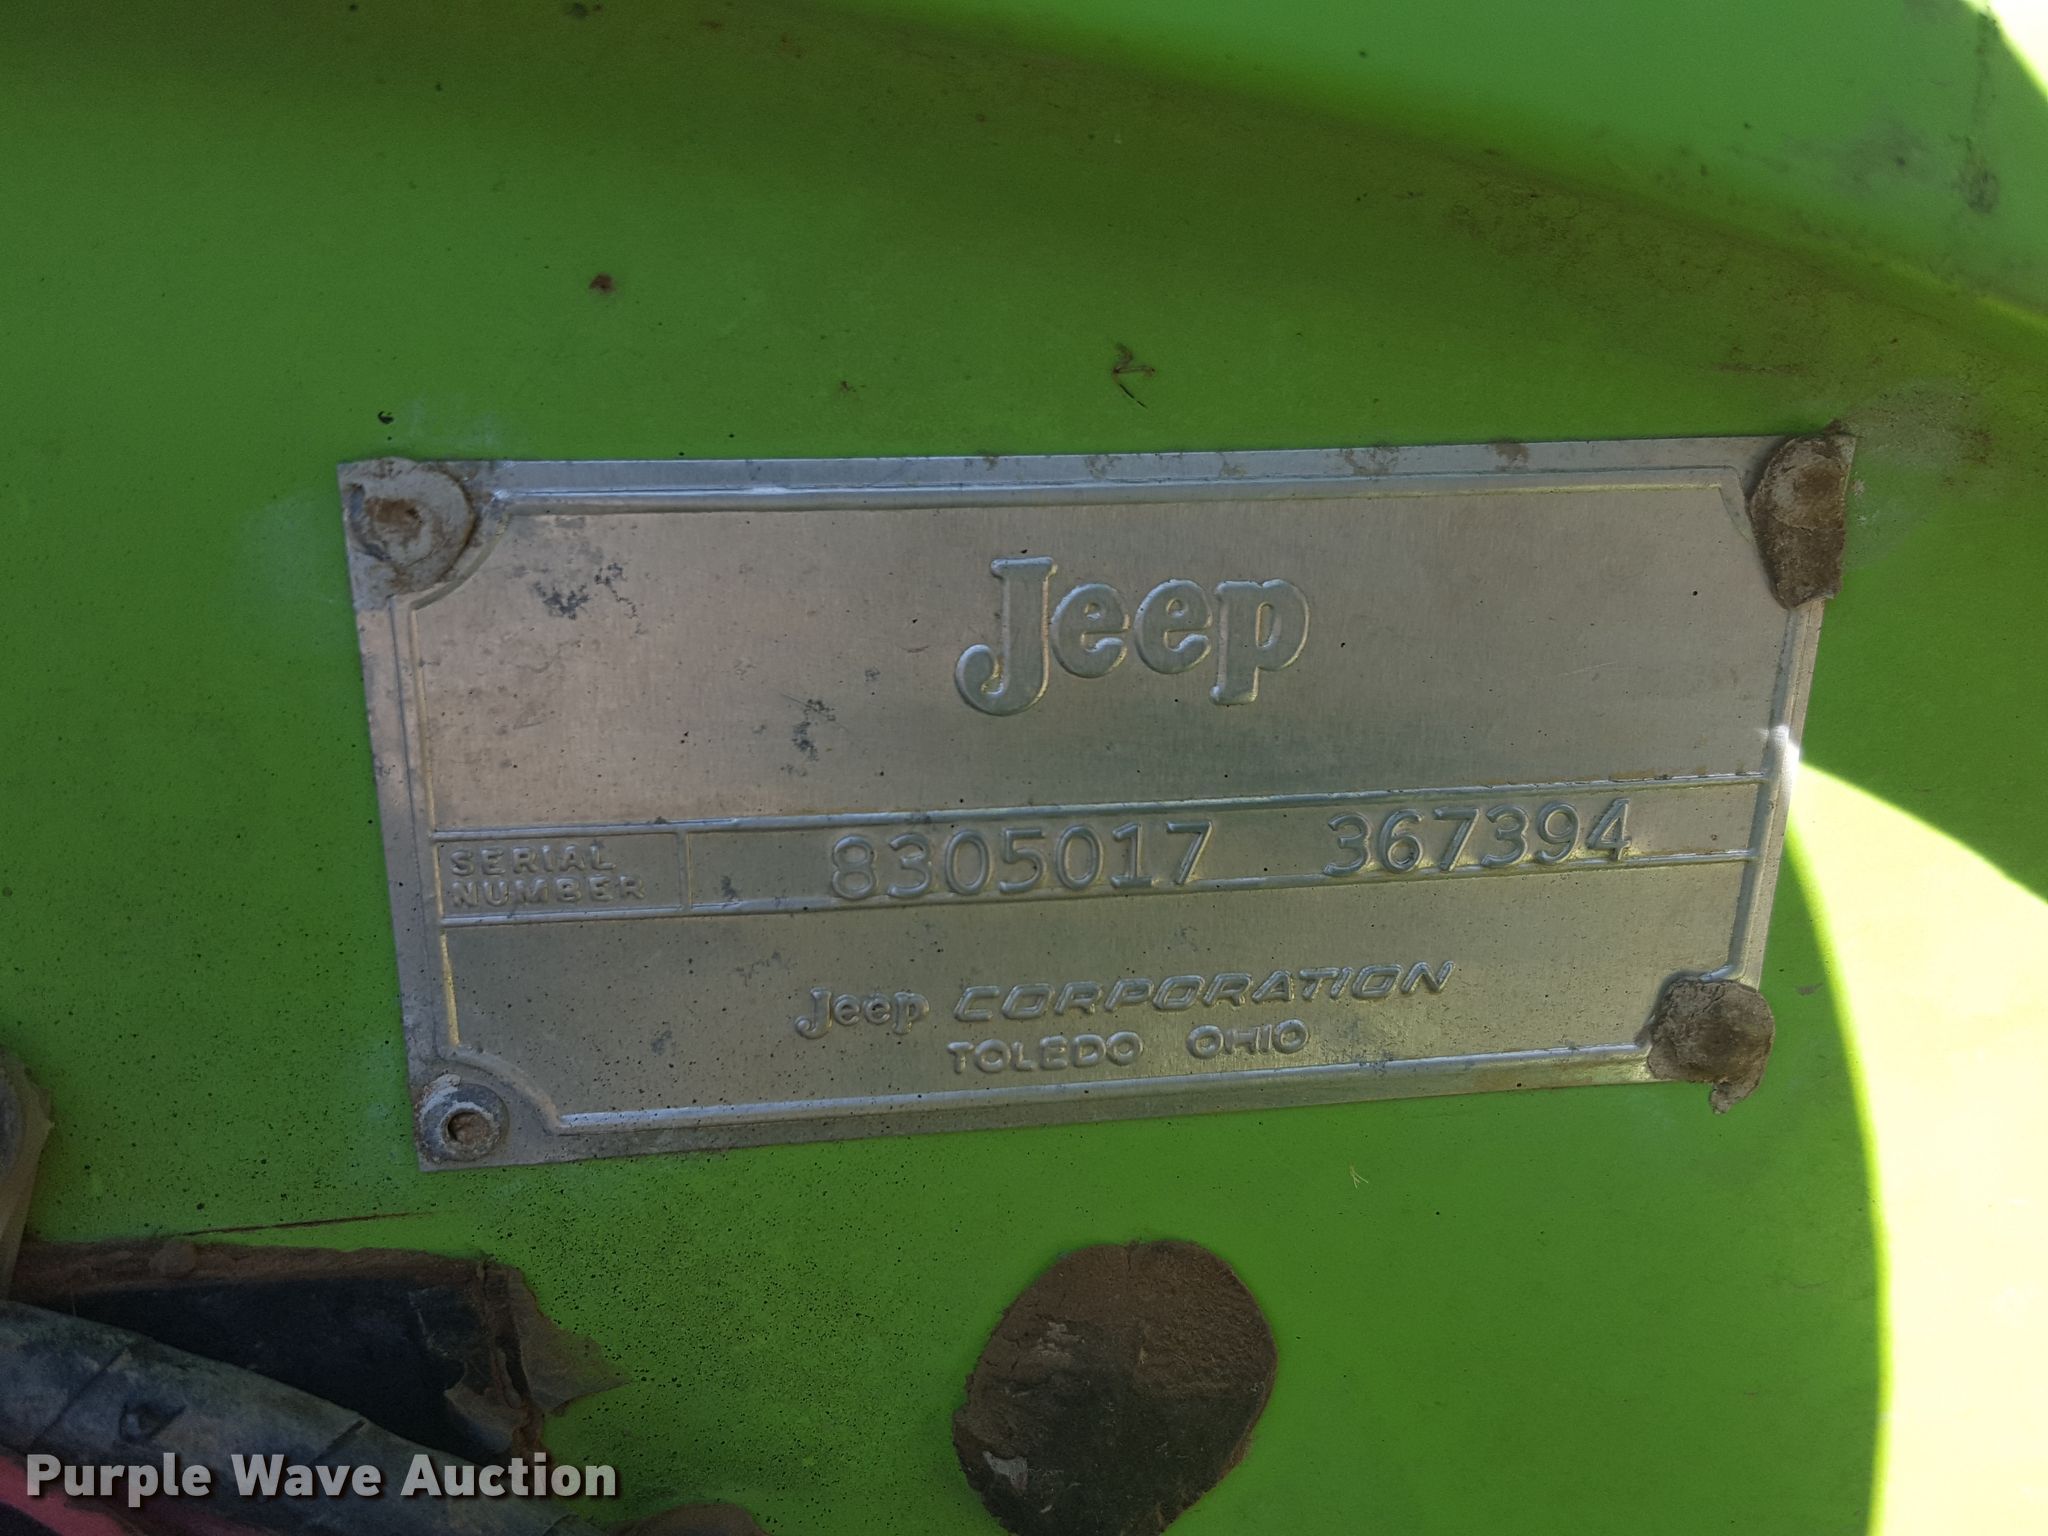 Jeep
SERIAL
NUMBER
8305017 367394
Jeep CORPORATION
TOLEDO OHIO
Purple Wave Auction